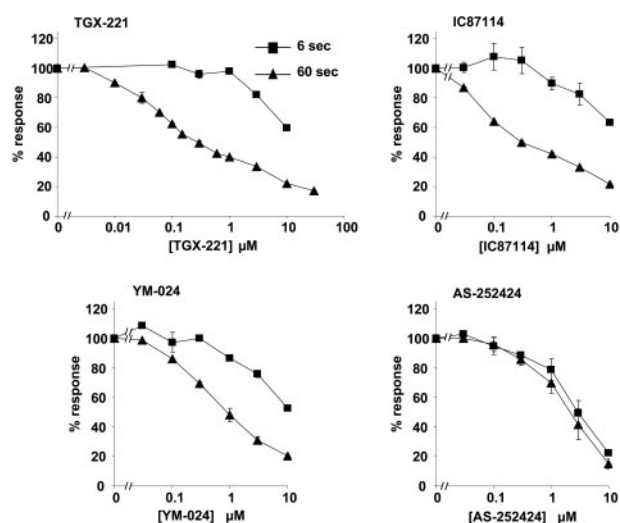 TGX-221
120
100
80
60
40
20
0
% response
6 sec
60 sec
0 0.01 0.1 1 10 100
[TGX-221] µM
IC87114
120
100
80
60
40
20
0
% response
0 0.1 1 10
[IC87114] µM
YM-024
120
100
80
60
40
20
0
% response
0 0.1 1 10
[YM-024] µM
AS-252424
120
100
80
60
40
20
0
% response
0 0.1 1 10
[AS-252424] µM